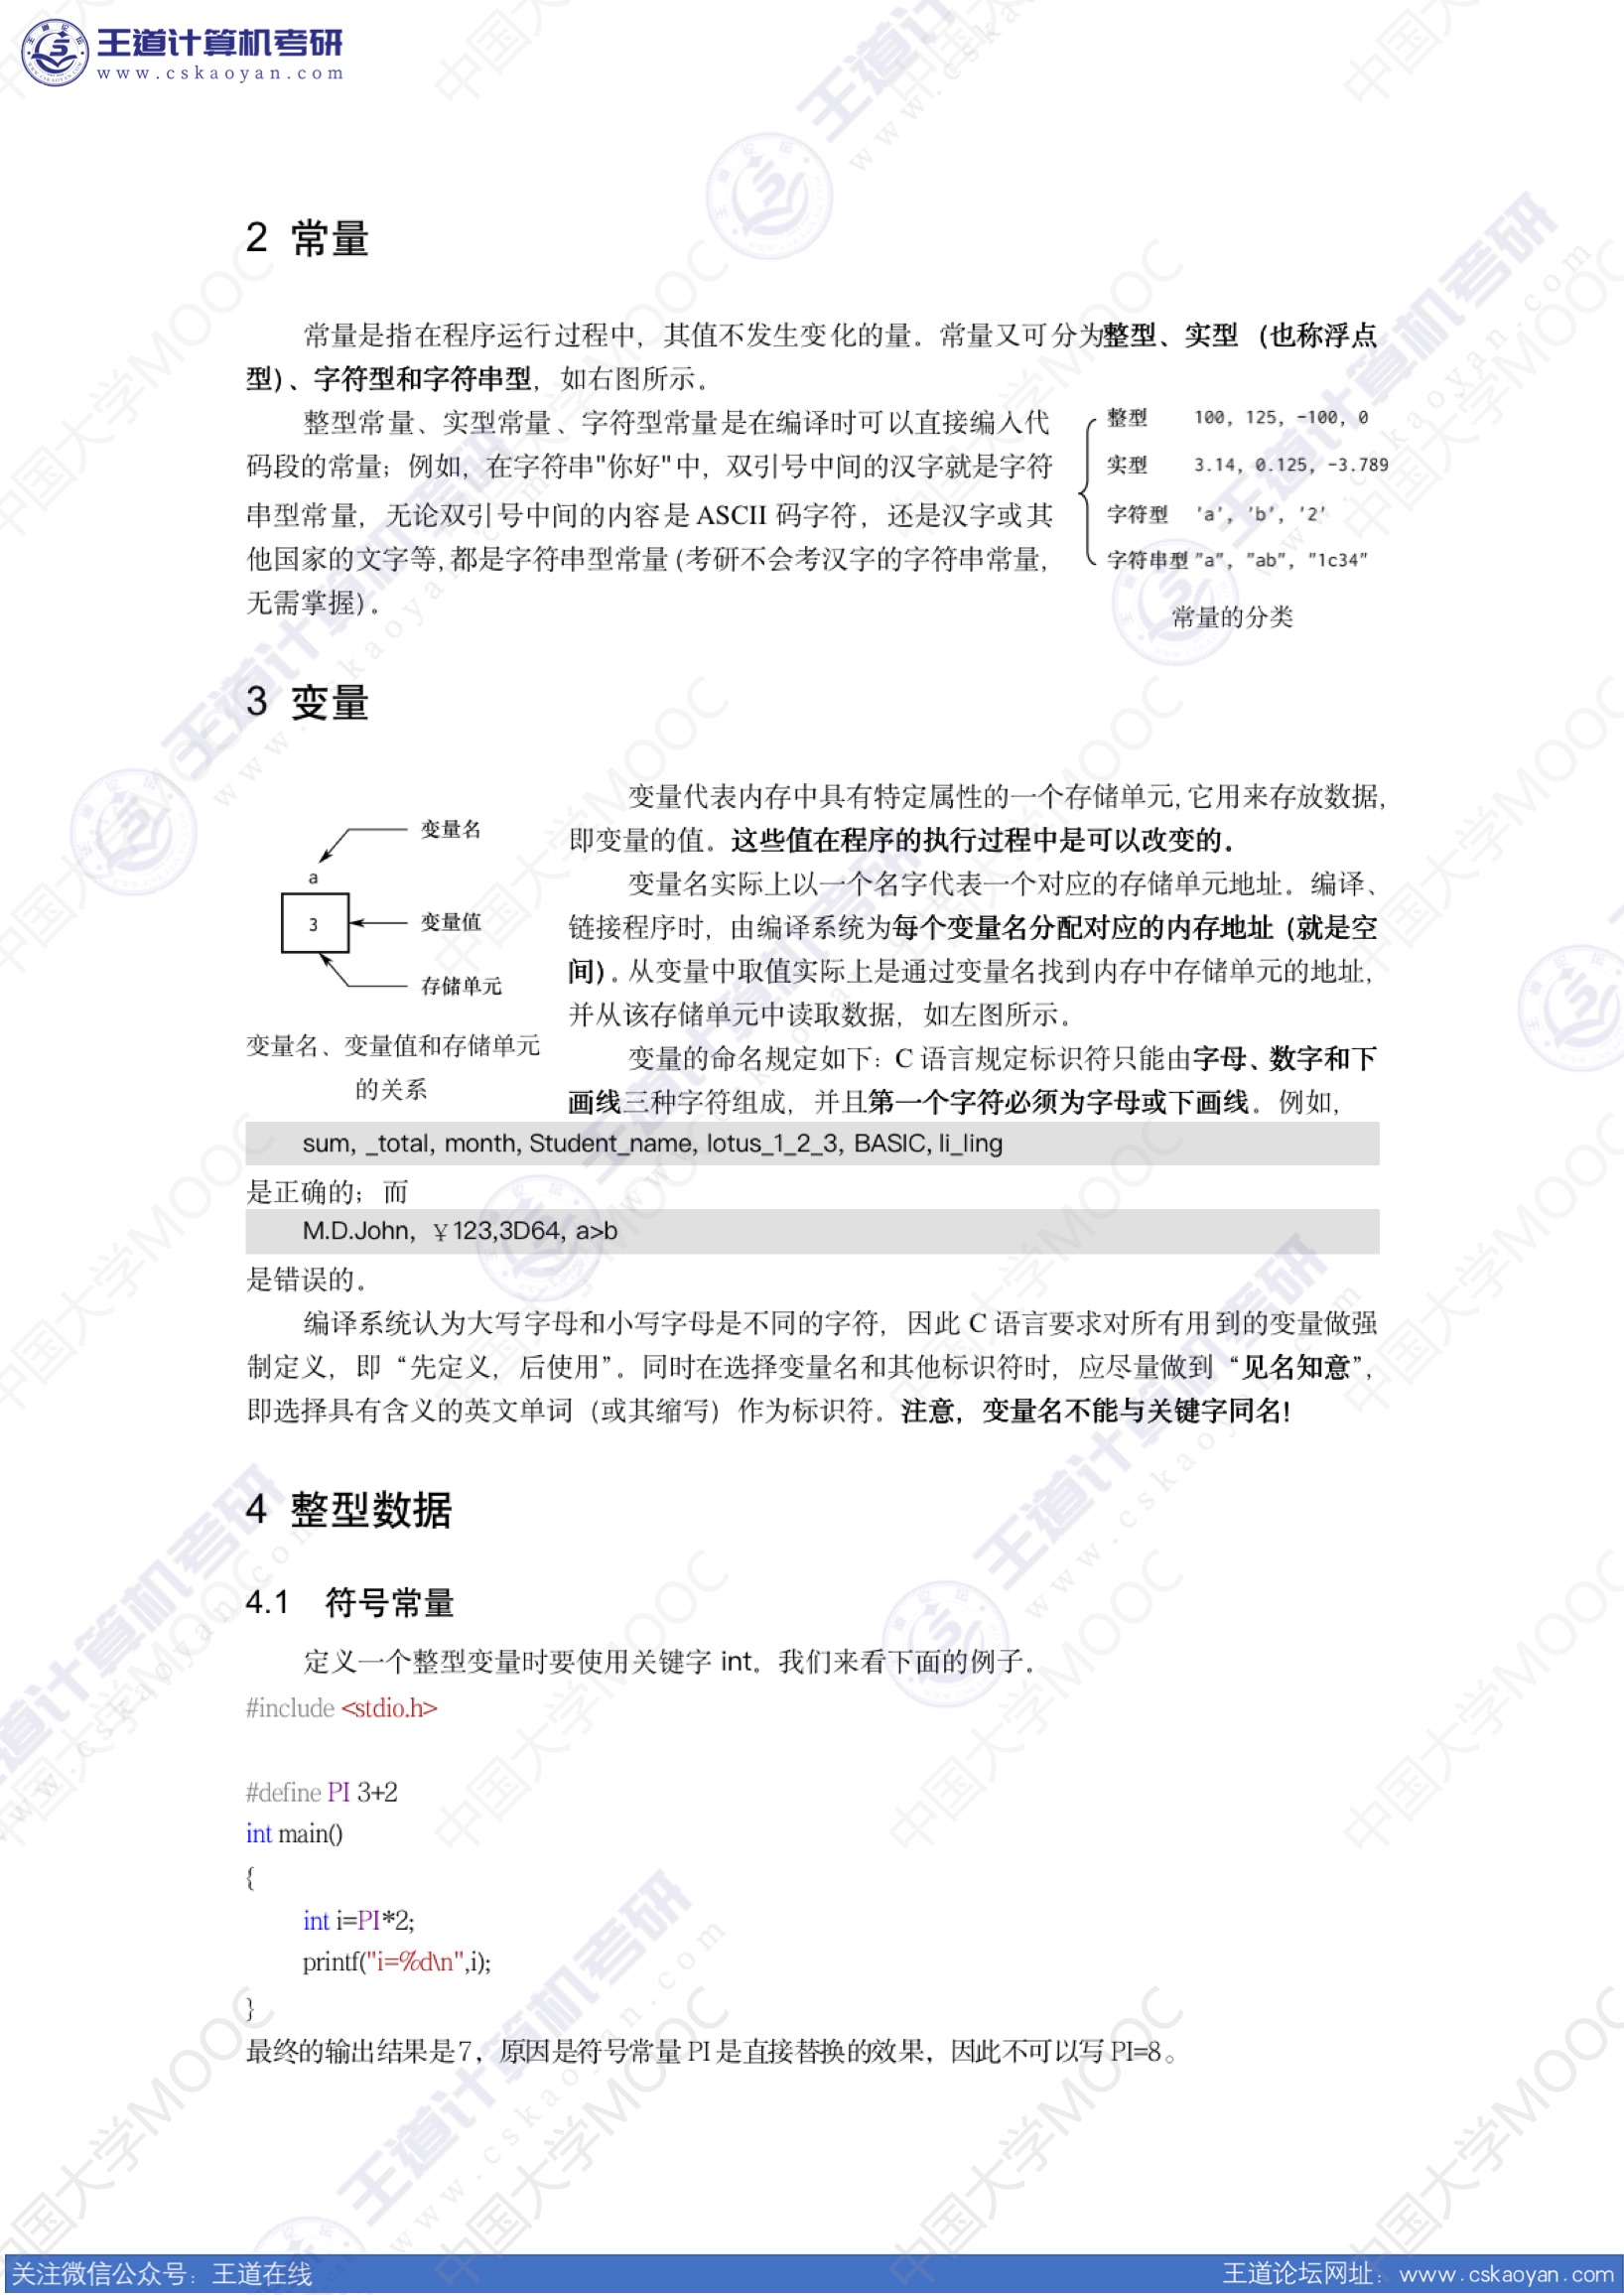 王道计算机考研
www.cskaoyan.com
2 常量
常量是指在程序运行过程中，其值不发生变化的量。常量又可分为整型、实型（也称浮点
型）、字符型和字符串型，如右图所示。
整型常量、实型常量、字符型常量是在编译时可以直接编入代
码段的常量；例如，在字符串"你好"中，双引号中间的汉字就是字符
串型常量，无论双引号中间的内容是 ASCII 码字符，还是汉字或其
他国家的文字等，都是字符串型常量（考研不会考汉字的字符串常量，
无需掌握）。
整型 100, 125, -100, 0
实型 3.14, 0.125, -3.789
字符型 'a', 'b', '2'
字符串型 "a", "ab", "1c34"
常量的分类
3 变量
变量名
a
3
变量值
存储单元
变量名、变量值和存储单元
的关系
变量代表内存中具有特定属性的一个存储单元，它用来存放数据，
即变量的值。这些值在程序的执行过程中是可以改变的。
变量名实际上以一个名字代表一个对应的存储单元地址。编译、
链接程序时，由编译系统为每个变量名分配对应的内存地址（就是空
间）。从变量中取值实际上是通过变量名找到内存中存储单元的地址，
并从该存储单元中读取数据，如左图所示。
变量的命名规定如下：C 语言规定标识符只能由字母、数字和下
画线三种字符组成，并且第一个字符必须为字母或下画线。例如，
sum, _total, month, Student_name, lotus_1_2_3, BASIC, li_ling
是正确的；而
M.D.John, ￥123,3D64, a>b
是错误的。
编译系统认为大写字母和小写字母是不同的字符，因此 C 语言要求对所有用到的变量做强
制定义，即“先定义，后使用”。同时在选择变量名和其他标识符时，应尽量做到“见名知意”，
即选择具有含义的英文单词（或其缩写）作为标识符。注意，变量名不能与关键字同名！
4 整型数据
4.1 符号常量
定义一个整型变量时要使用关键字 int。我们来看下面的例子。
#include <stdio.h>
#define PI 3+2
int main()
{
int i=PI*2;
printf("i=%d\n",i);
}
最终的输出结果是7，原因是符号常量 PI 是直接替换的效果，因此不可以写 PI=8。
关注微信公众号：王道在线
王道论坛网址：www.cskaoyan.com